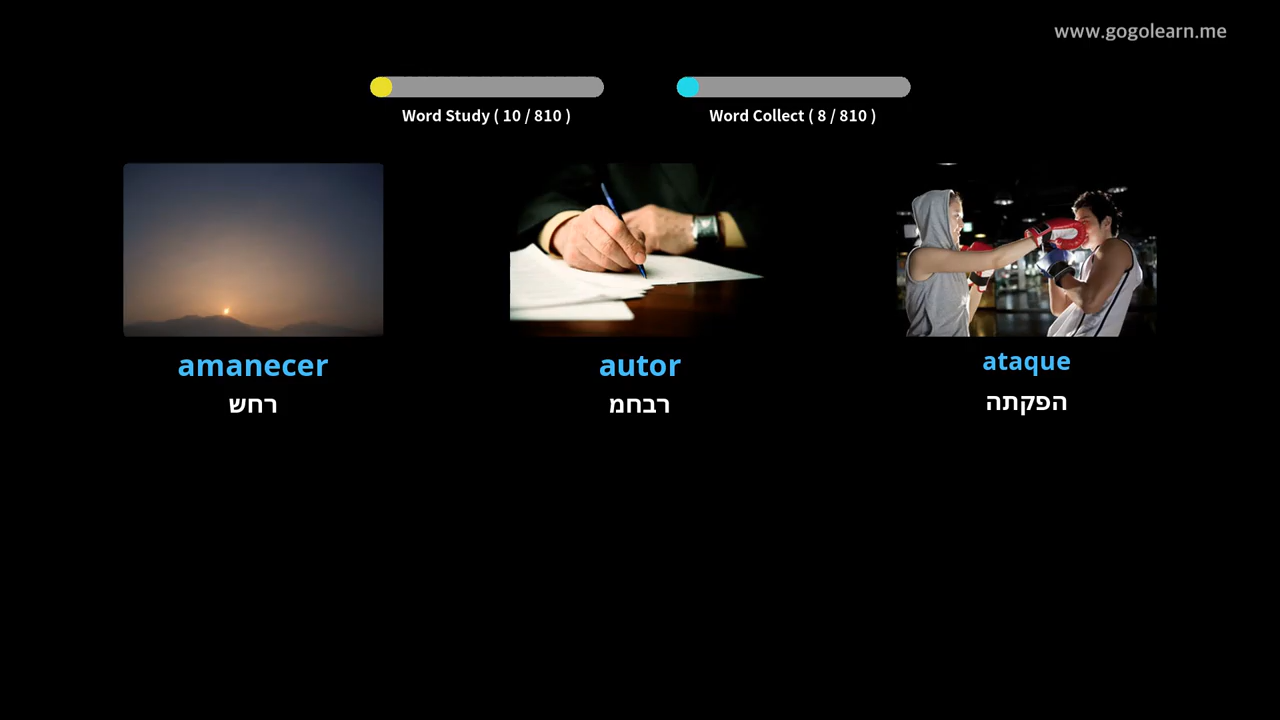 www.gogolearn.me
Word Study ( 10 / 810 )
Word Collect ( 8 / 810 )
amanecer
רחש
autor
רבחמ
ataque
הפקתה